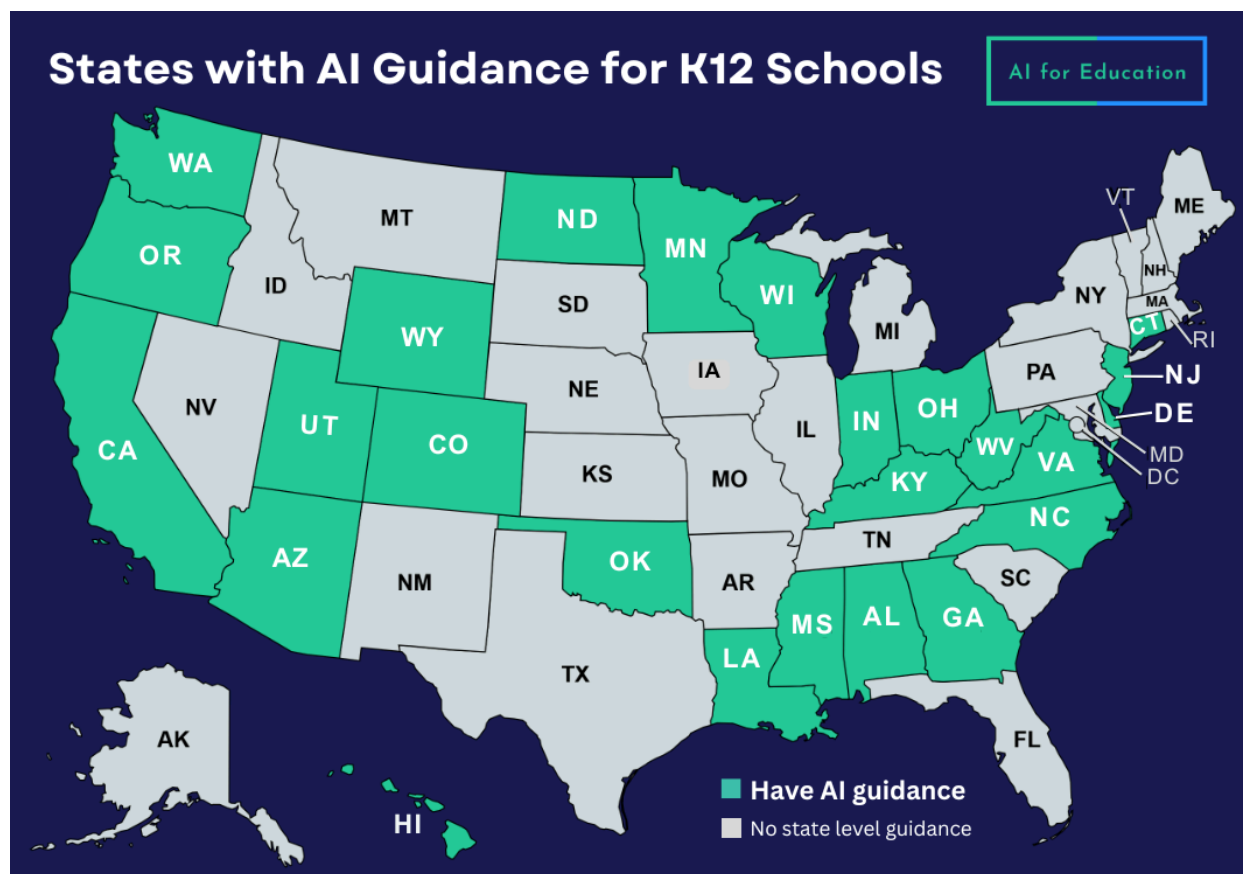 States with AI Guidance for K12 Schools
AI for Education
WA
MT
ND
MN
VT
ME
OR
ID
SD
WI
NH
NY
MA
WY
MI
CT
RI
IA
PA
NJ
NE
NV
UT
CO
IL
IN
OH
DE
CA
KS
MO
WV
VA
MD
DC
KY
NC
AZ
NM
OK
AR
TN
SC
MS
AL
GA
LA
TX
AK
FL
HI
Have AI guidance
No state level guidance